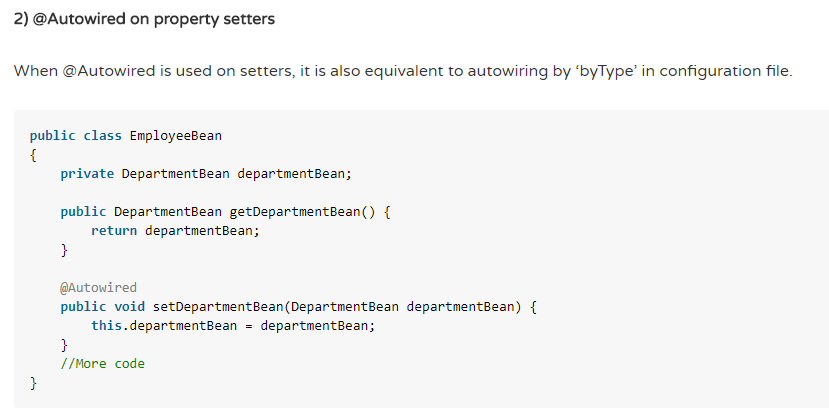 2) @Autowired on property setters
When @Autowired is used on setters, it is also equivalent to autowiring by ‘byType’ in configuration file.
public class EmployeeBean
{
    private DepartmentBean departmentBean;
    public DepartmentBean getDepartmentBean() {
        return departmentBean;
    }
    @Autowired
    public void setDepartmentBean(DepartmentBean departmentBean) {
        this.departmentBean = departmentBean;
    }
    //More code
}